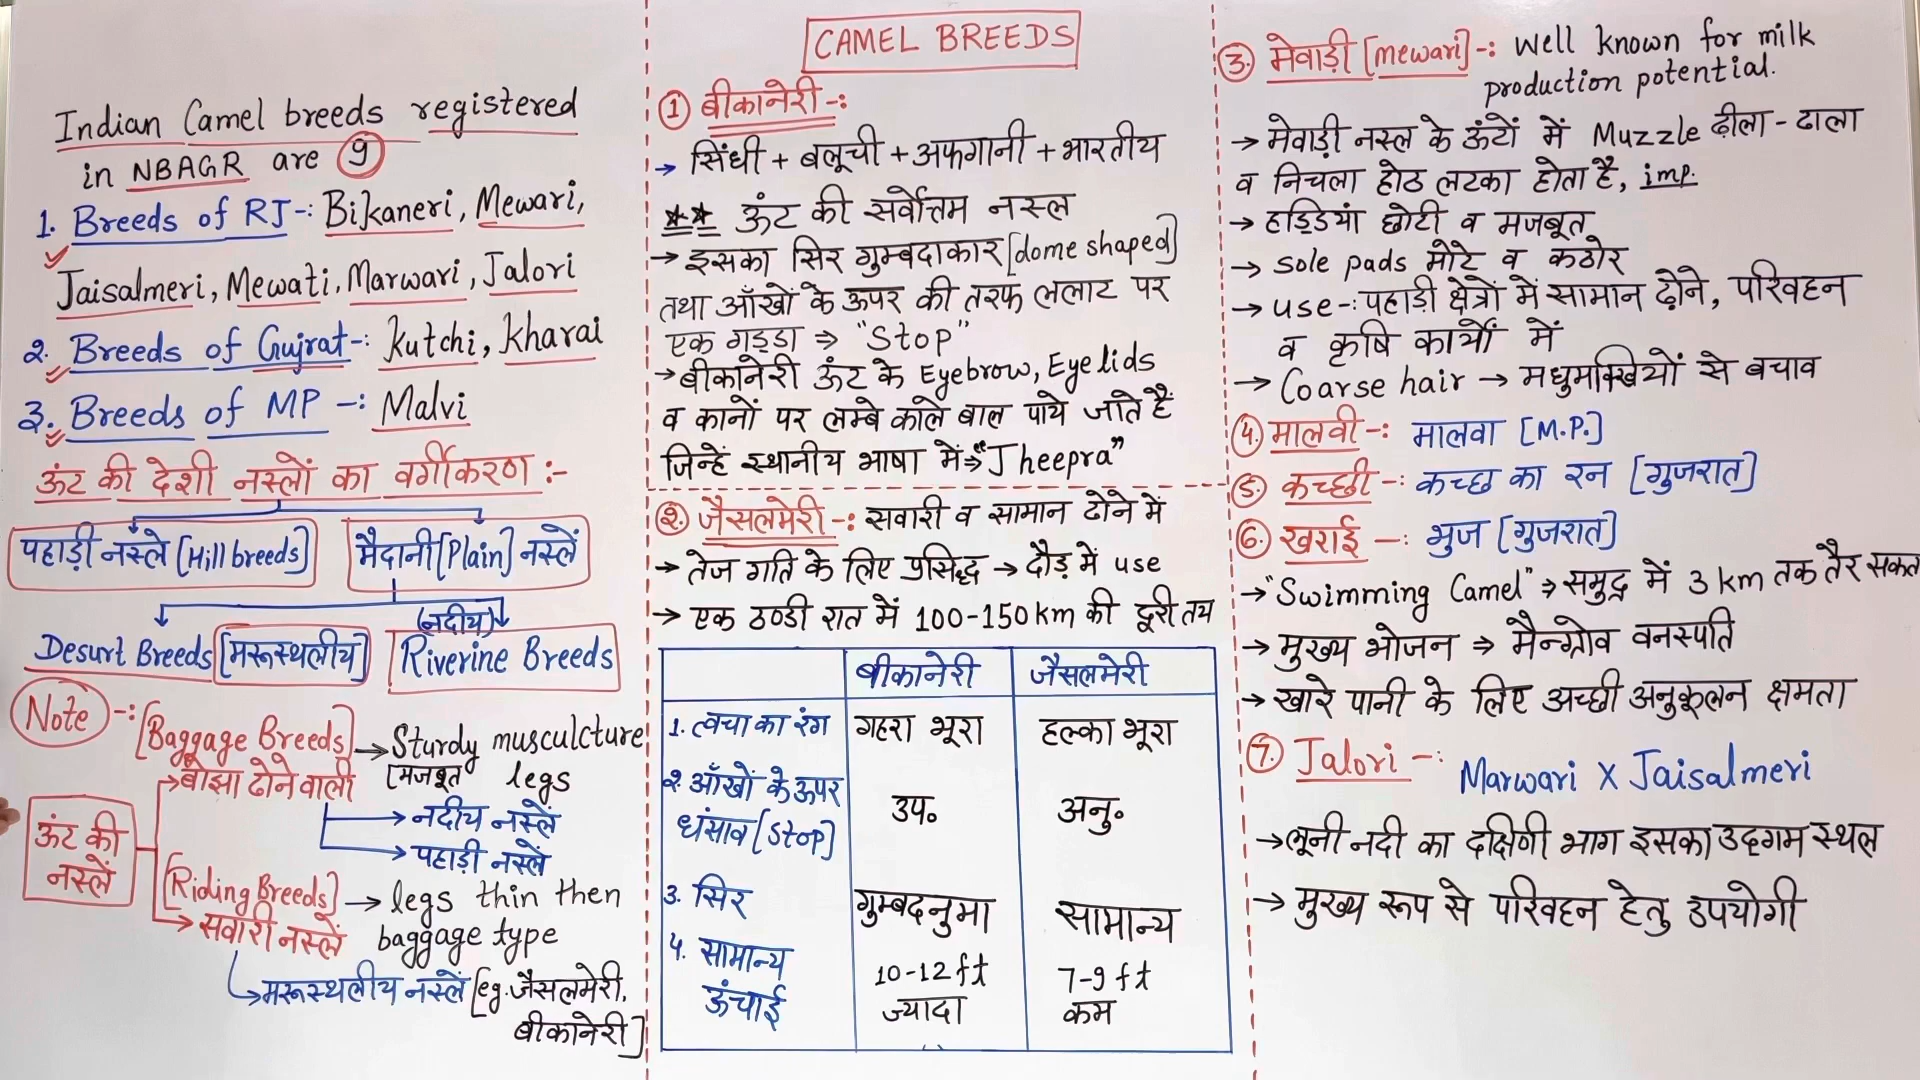 Indian Camel breeds registered
in NBAGR are 9
1. Breeds of RJ-: Bikaneri, Mewari,
Jaisalmeri, Mewati, Marwari, Jalori
2. Breeds of Gujrat-: Kutchi, Kharai
3. Breeds of MP -: Malvi
ऊंट की देशी नस्लों का वर्गीकरण :-
पहाड़ी नस्ले [Hill breeds]
मैदानी [Plain] नस्लें
Desurt Breeds [मरूस्थलीय]
(नदीय)
Riverine Breeds
Note -:
ऊंट की
नस्लें
[Baggage Breeds] → Sturdy musculcture
→ बोझा ढोने वाली [मजबूत legs
→ नदीय नस्लें
→ पहाड़ी नस्लें
[Riding Breeds] → legs thin then
→ सवारी नस्लें baggage type
→ मरूस्थलीय नस्लें [eg. जैसलमेरी,
बीकानेरी]
CAMEL BREEDS
① बीकानेरी -:
→ सिंधी + बलूची + अफगानी + भारतीय
** ऊंट की सर्वोत्तम नस्ल
→ इसका सिर गुम्बदाकार [dome shaped]
तथा आँखों के ऊपर की तरफ ललाट पर
एक गड्डा ⇒ "Stop"
→ बीकानेरी ऊंट के Eyebrow, Eye lids
व कानों पर लम्बे काले बाल पाये जाते हैं
जिन्हें स्थानीय भाषा में ⇒ "Jheepra"
②. जैसलमेरी -: सवारी व सामान ढोने में
→ तेज गति के लिए प्रसिद्ध → दौड़ में use
→ एक ठण्डी रात में 100-150km की दूरी तय
बीकानेरी जैसलमेरी
1. त्वचा का रंग गहरा भूरा हल्का भूरा
2. आँखों के ऊपर
धंसाव [Stop] उप॰ अनु॰
3. सिर गुम्बदनुमा सामान्य
4. सामान्य 10-12 ft 7-9 ft
ऊंचाई ज्यादा कम
③. मेवाड़ी [mewari] -: Well known for milk
production potential.
→ मेवाड़ी नस्ल के ऊंटों में Muzzle ढ़ीला-ढाला
व निचला होठ लटका होता है, imp.
→ हड्डियां छोटी व मजबूत
→ Sole pads मोटे व कठोर
→ use -: पहाड़ी क्षेत्रों में सामान ढ़ोने, परिवहन
व कृषि कार्यों में
→ Coarse hair → मधुमक्खियों से बचाव
④. मालवी -: मालवा [M.P.]
⑤. कच्छी -: कच्छ का रन [गुजरात]
⑥. खराई -: भुज [गुजरात]
→ "Swimming Camel" ⇒ समुद्र में 3 km तक तैर सकता
→ मुख्य भोजन ⇒ मैन्ग्रोव वनस्पति
→ खारे पानी के लिए अच्छी अनुकूलन क्षमता
⑦. Jalori -: Marwari X Jaisalmeri
→ लूनी नदी का दक्षिणी भाग इसका उदगम स्थल
→ मुख्य रूप से परिवहन हेतु उपयोगी